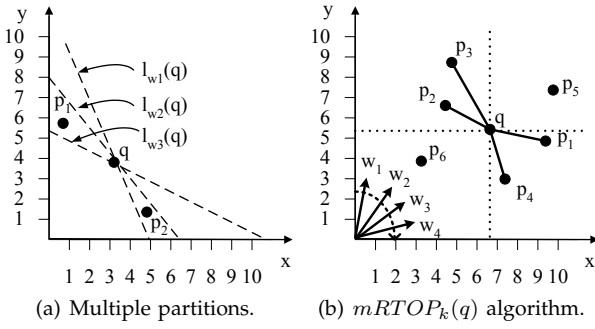 y
10
9
8
7
6
5
4
3
2
1
l_w1(q)
p_1
l_w2(q)
l_w3(q)
q
p_2
x
1 2 3 4 5 6 7 8 9 10
(a) Multiple partitions.
y
10
9
8
7
6
5
4
3
2
1
p_3
p_2
p_5
q
p_1
p_6
p_4
w_1
w_2
w_3
w_4
x
1 2 3 4 5 6 7 8 9 10
(b) mRTOP_k(q) algorithm.